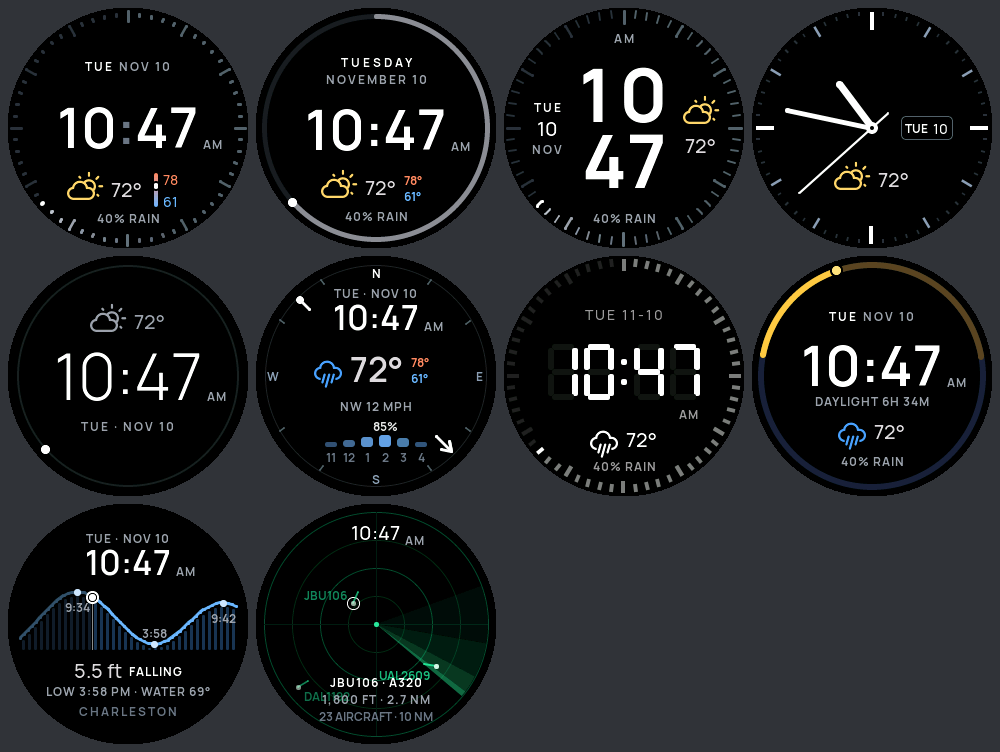 TUE NOV 10
10:47 AM
72° 78
61
40% RAIN
TUESDAY
NOVEMBER 10
10:47 AM
72° 78°
61°
40% RAIN
AM
10
47
TUE
10
NOV
72°
40% RAIN
TUE 10
72°
72°
10:47 AM
TUE · NOV 10
N
TUE · NOV 10
10:47 AM
W
E
72° 78°
61°
NW 12 MPH
85%
11 12 1 2 3 4
S
TUE 11-10
10:47
AM
72°
40% RAIN
TUE NOV 10
10:47 AM
DAYLIGHT 6H 34M
72°
40% RAIN
TUE · NOV 10
10:47 AM
9:34
3:58
9:42
5.5 ft FALLING
LOW 3:58 PM · WATER 69°
CHARLESTON
10:47 AM
JBU106
UAL2609
JBU106 · A320
1,800 FT · 2.7 NM
23 AIRCRAFT · 10 NM